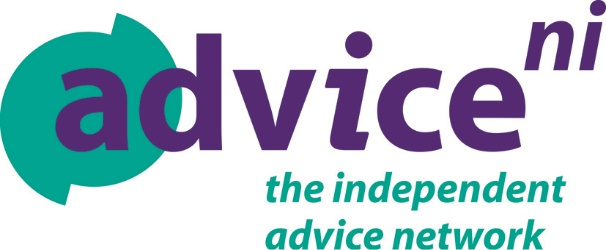 advice ni
the independent
advice network